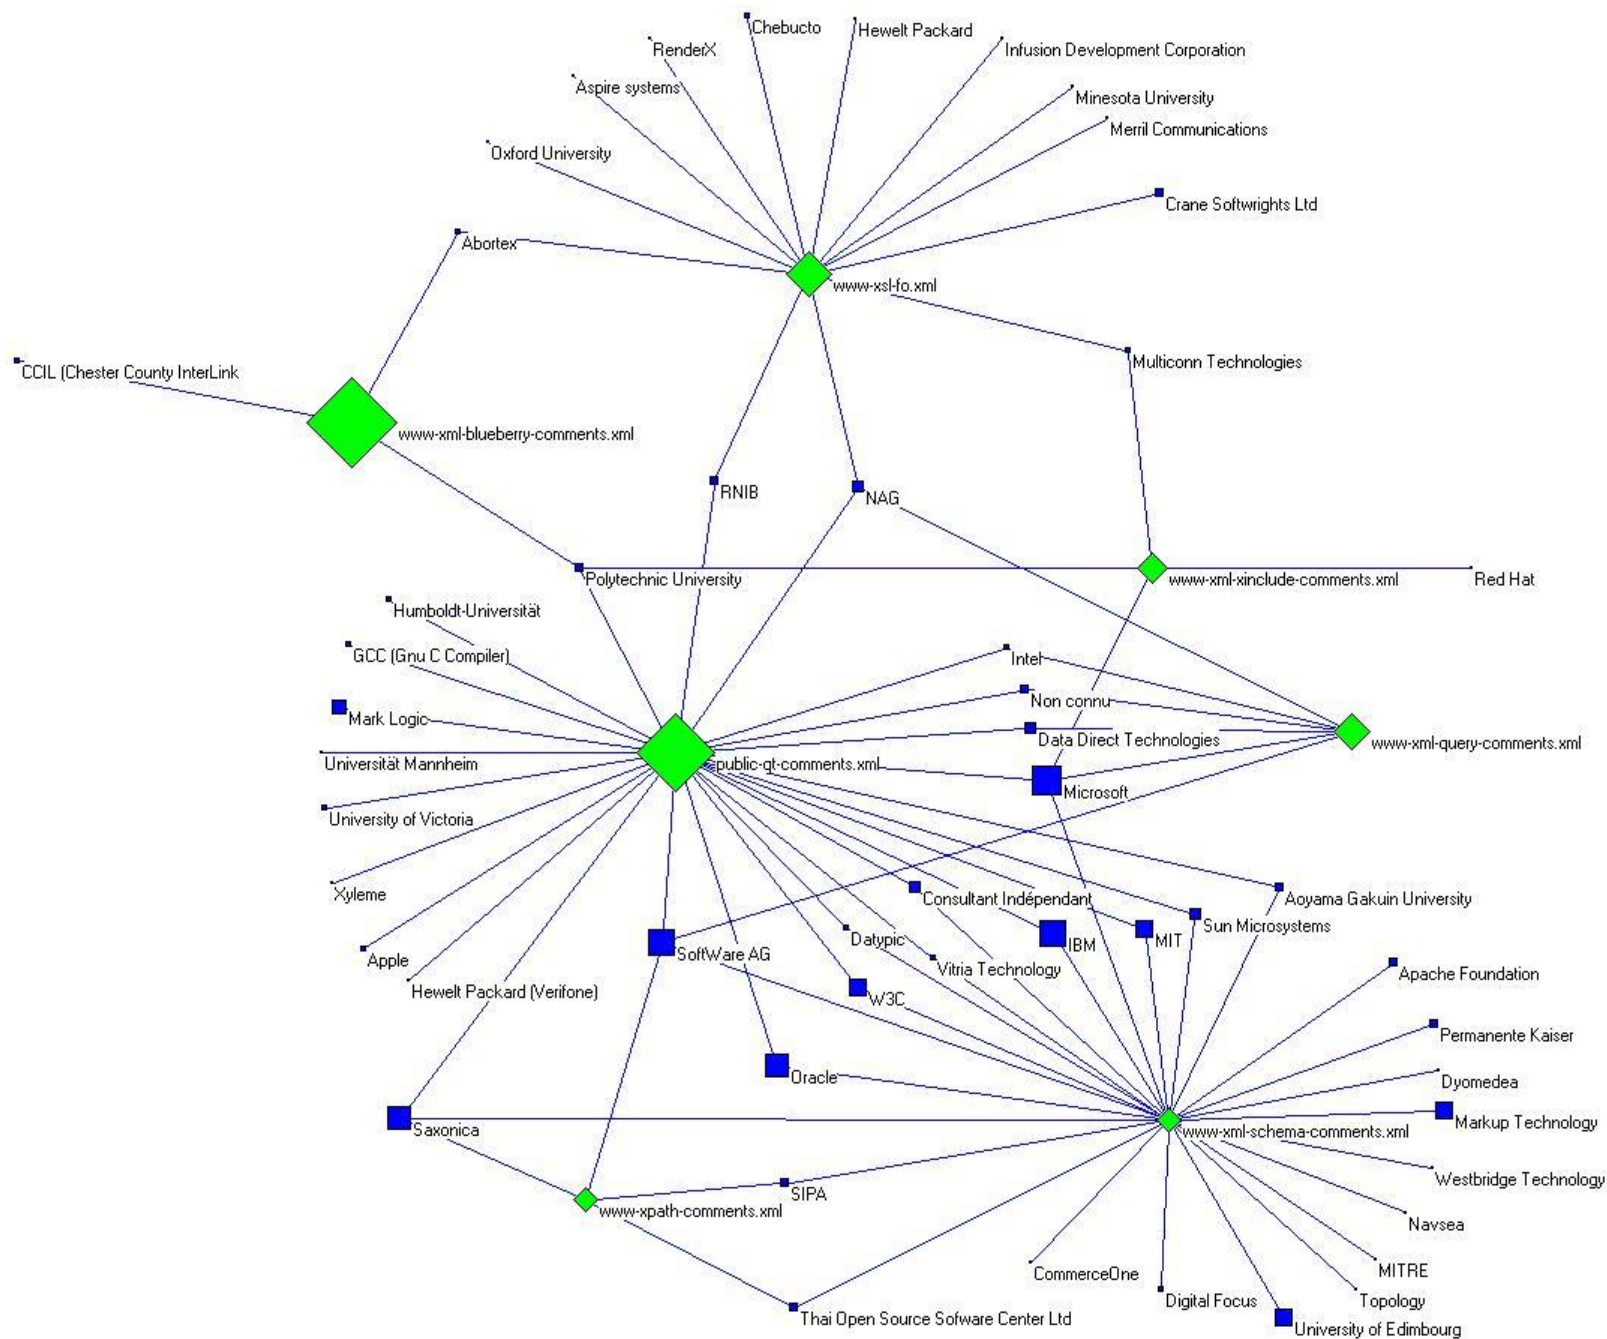 Chebucto
Hewelt Packard
RenderX
Infusion Development Corporation
Aspire systems
Minesota University
Merril Communications
Oxford University
Crane Softwrights Ltd
Abortex
www-xsl-fo.xml
Multiconn Technologies
CCIL (Chester County InterLink
www-xml-blueberry-comments.xml
RNIB
NAG
Polytechnic University
www-xml-xinclude-comments.xml
Red Hat
Humboldt-Universität
GCC (Gnu C Compiler)
Intel
Non connu
Mark Logic
Data Direct Technologies
www-xml-query-comments.xml
Universität Mannheim
public-qt-comments.xml
Microsoft
University of Victoria
Xyleme
Consultant Indépendant
Aoyama Gakuin University
Sun Microsystems
Datypic
IBM
MIT
Apple
SoftWare AG
Vitria Technology
Apache Foundation
Hewelt Packard (Verifone)
W3C
Permanente Kaiser
Oracle
Dyomedea
Saxonica
www-xml-schema-comments.xml
Markup Technology
Westbridge Technology
SIPA
www-xpath-comments.xml
Navsea
CommerceOne
MITRE
Digital Focus
Topology
Thai Open Source Sofware Center Ltd
University of Edimbourg